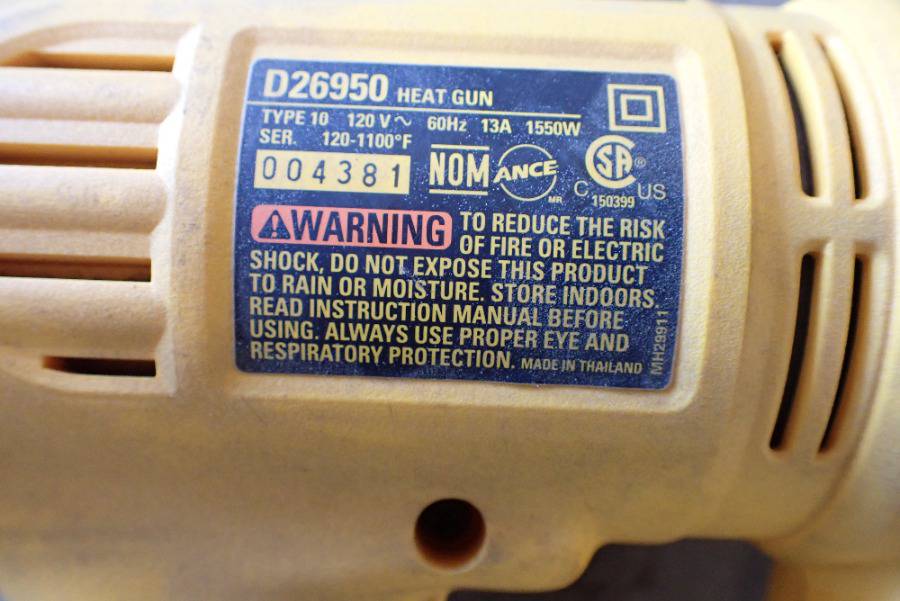 D26950 HEAT GUN
TYPE 10 120 V~ 60Hz 13A 1550W
SER. 120-1100°F
004381
NOM ANCE MR
C SA ® US
150399
WARNING TO REDUCE THE RISK
OF FIRE OR ELECTRIC
SHOCK, DO NOT EXPOSE THIS PRODUCT
TO RAIN OR MOISTURE. STORE INDOORS.
READ INSTRUCTION MANUAL BEFORE
USING. ALWAYS USE PROPER EYE AND
RESPIRATORY PROTECTION. MADE IN THAILAND
MH29911